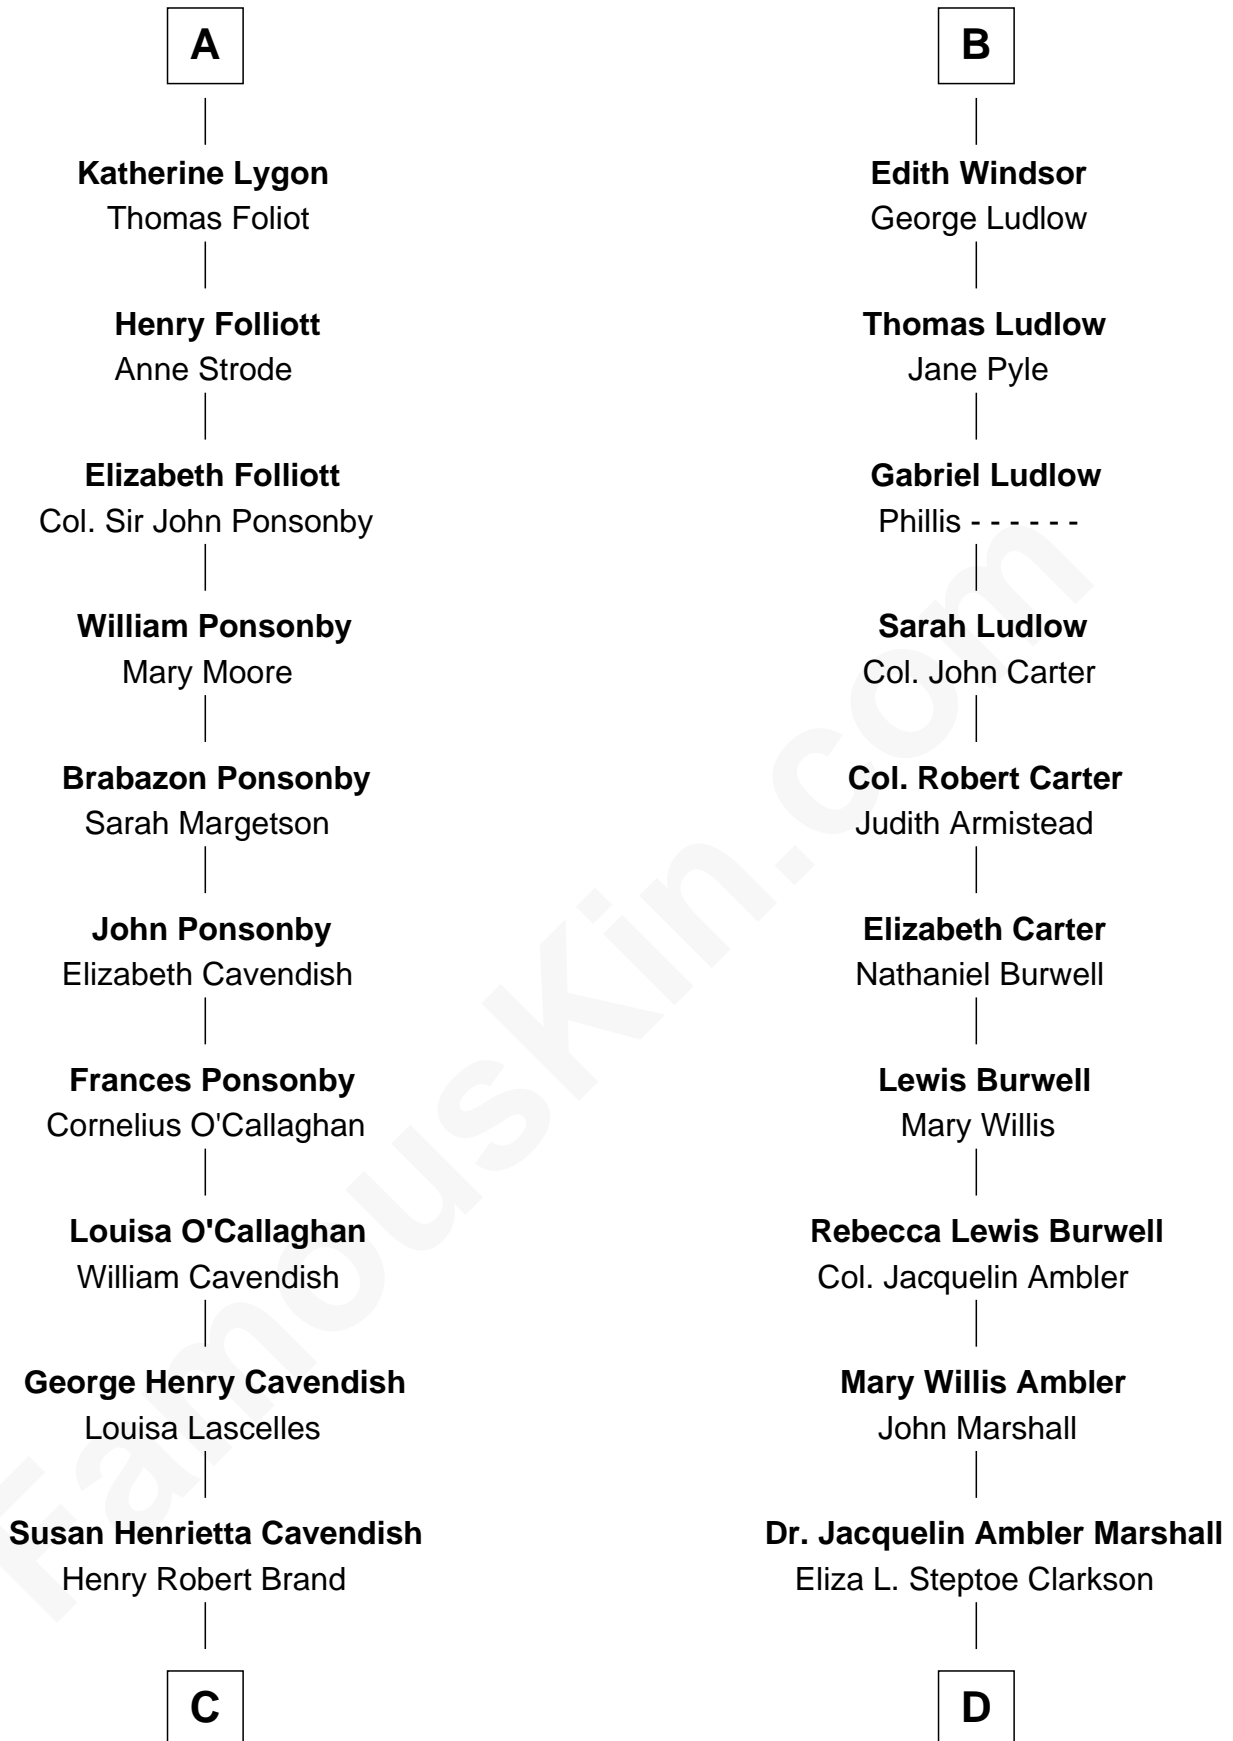 A
Katherine Lygon
Thomas Foliot
Henry Folliott
Anne Strode
Elizabeth Folliott
Col. Sir John Ponsonby
William Ponsonby
Mary Moore
Brabazon Ponsonby
Sarah Margetson
John Ponsonby
Elizabeth Cavendish
Frances Ponsonby
Cornelius O'Callaghan
Louisa O'Callaghan
William Cavendish
George Henry Cavendish
Louisa Lascelles
Susan Henrietta Cavendish
Henry Robert Brand
C
B
Edith Windsor
George Ludlow
Thomas Ludlow
Jane Pyle
Gabriel Ludlow
Phillis - - - - - -
Sarah Ludlow
Col. John Carter
Col. Robert Carter
Judith Armistead
Elizabeth Carter
Nathaniel Burwell
Lewis Burwell
Mary Willis
Rebecca Lewis Burwell
Col. Jacquelin Ambler
Mary Willis Ambler
John Marshall
Dr. Jacquelin Ambler Marshall
Eliza L. Steptoe Clarkson
D
FamousKin.com